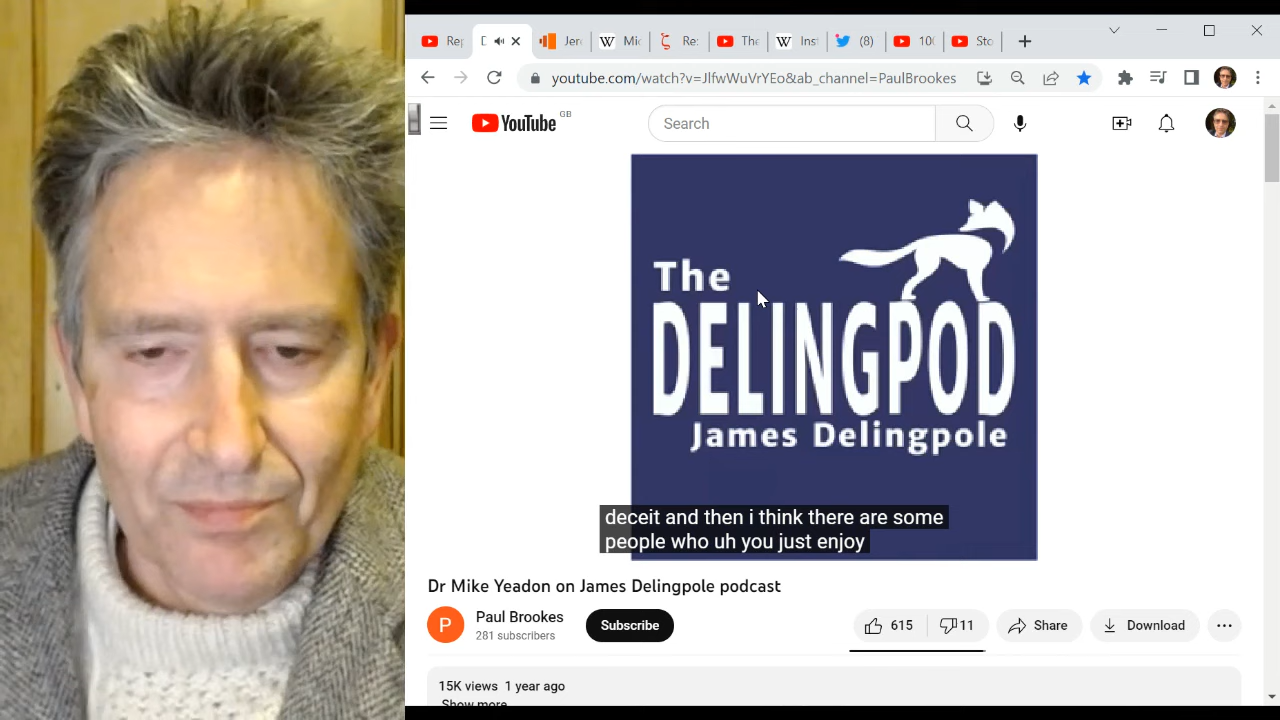 Re
D
Jer
Mic
Re
The
Ins
(8)
10
Sto
youtube.com/watch?v=JlfwWuVrYEo&ab_channel=PaulBrookes
YouTube GB
Search
The
DELINGPOD
James Delingpole
deceit and then i think there are some
people who uh you just enjoy
Dr Mike Yeadon on James Delingpole podcast
P
Paul Brookes
281 subscribers
Subscribe
615
11
Share
Download
15K views 1 year ago
Show more